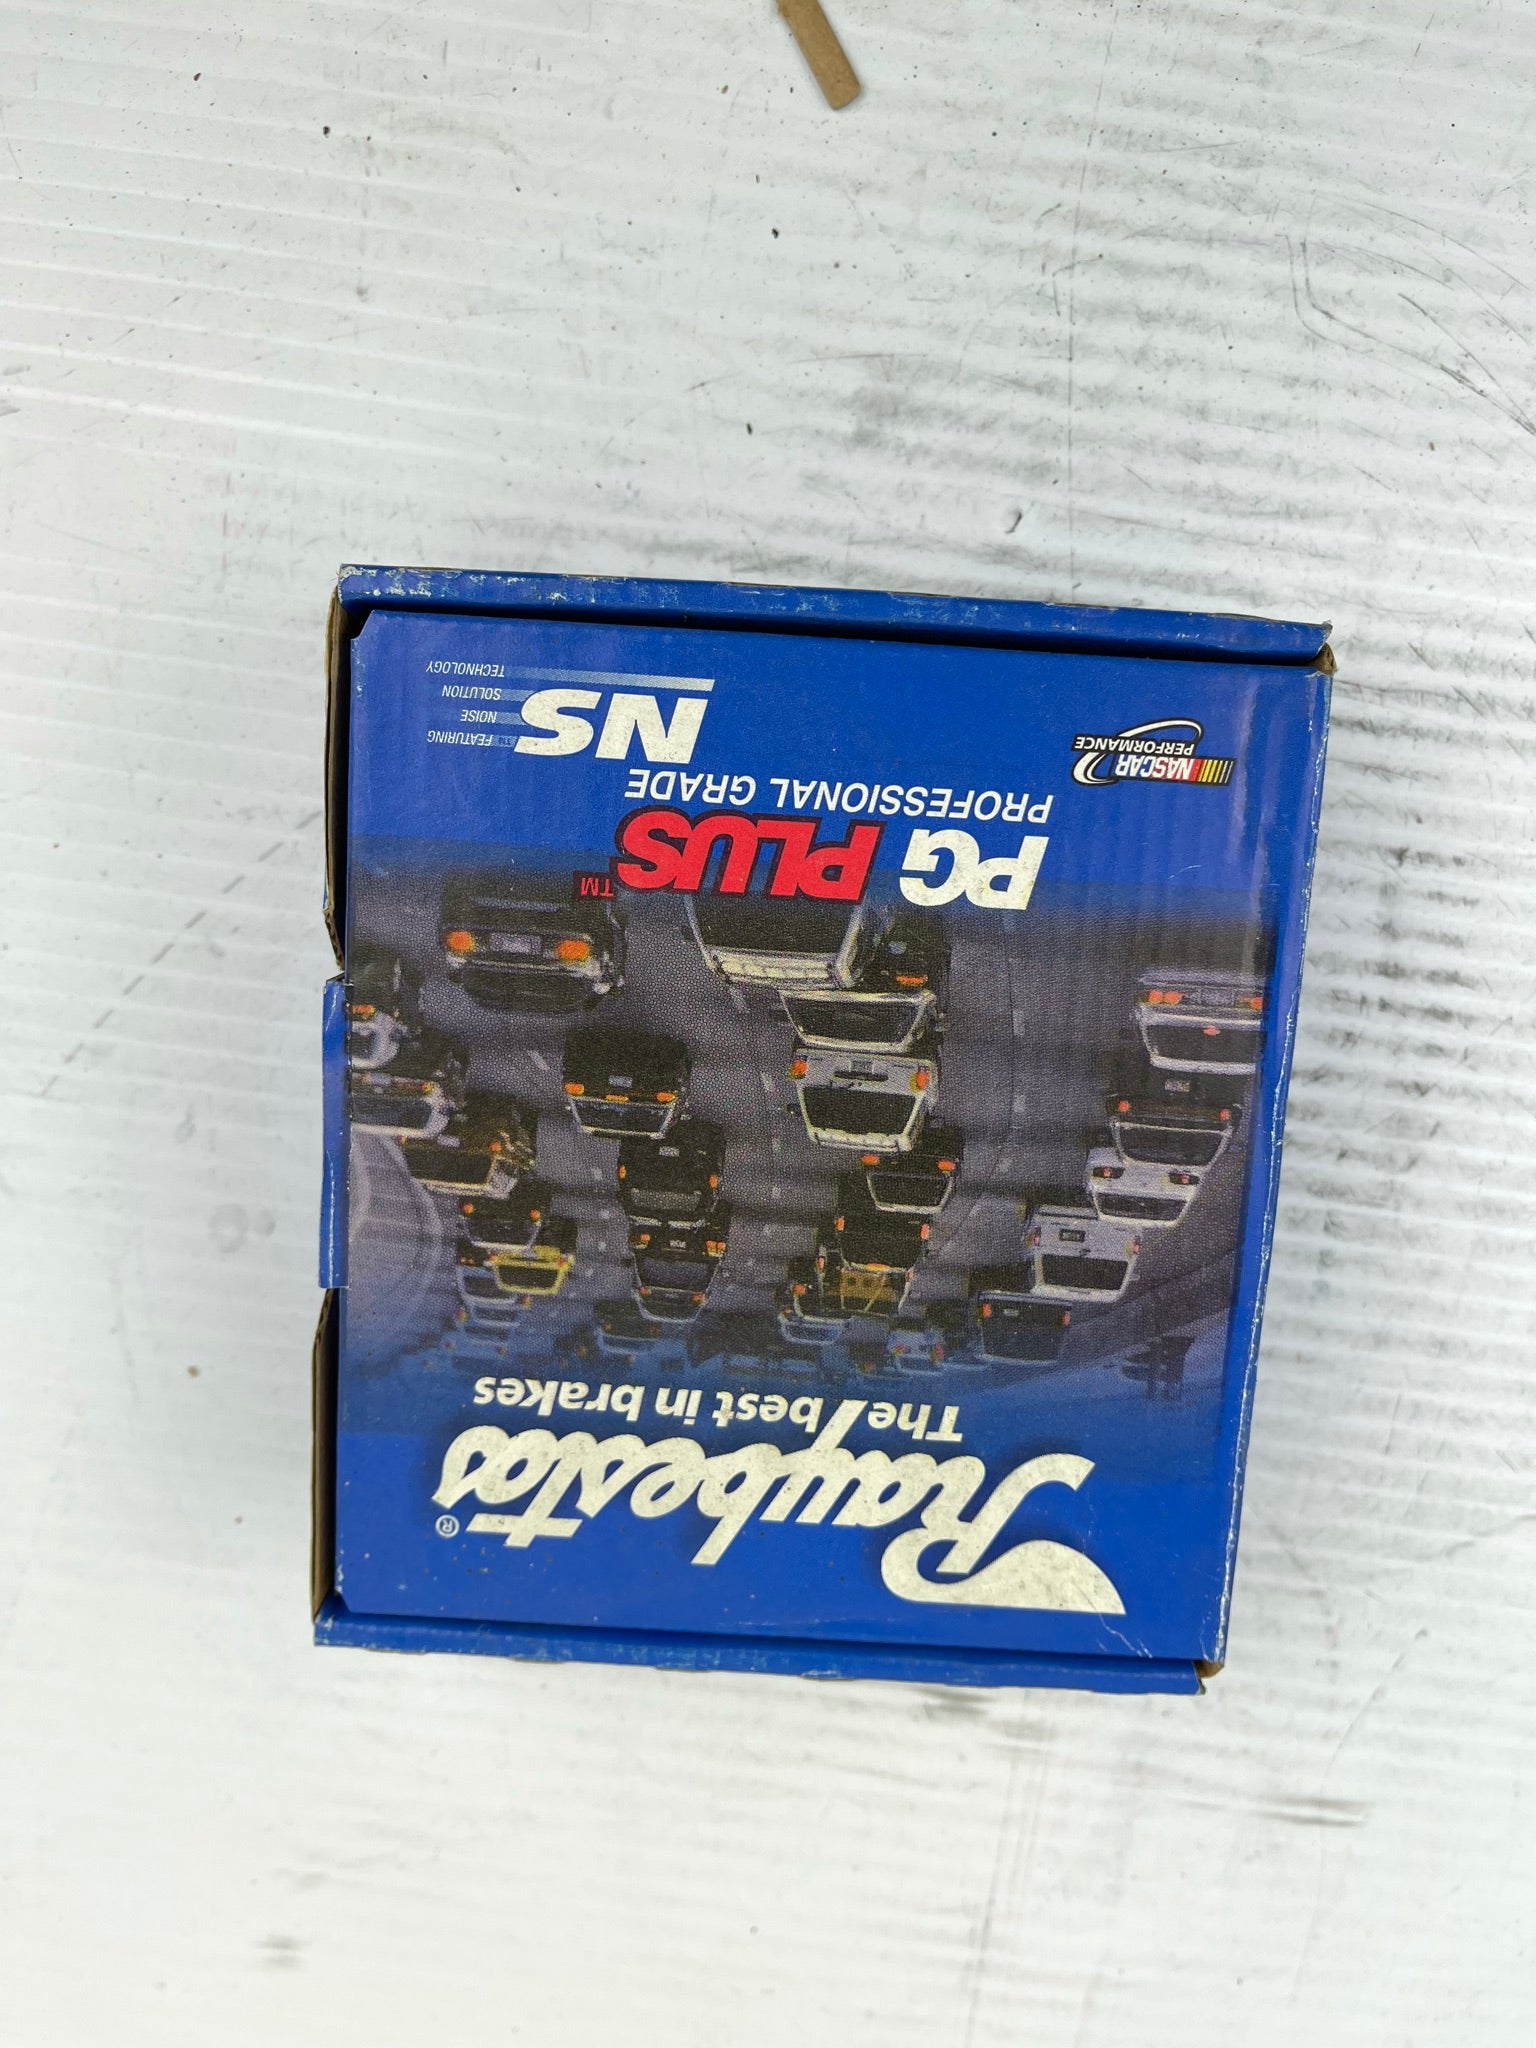 Raybestos®
The best in brakes
PG PLUS™
PROFESSIONAL GRADE
NASCAR
PERFORMANCE
NS
FEATURING
NOISE
SOLUTION
TECHNOLOGY